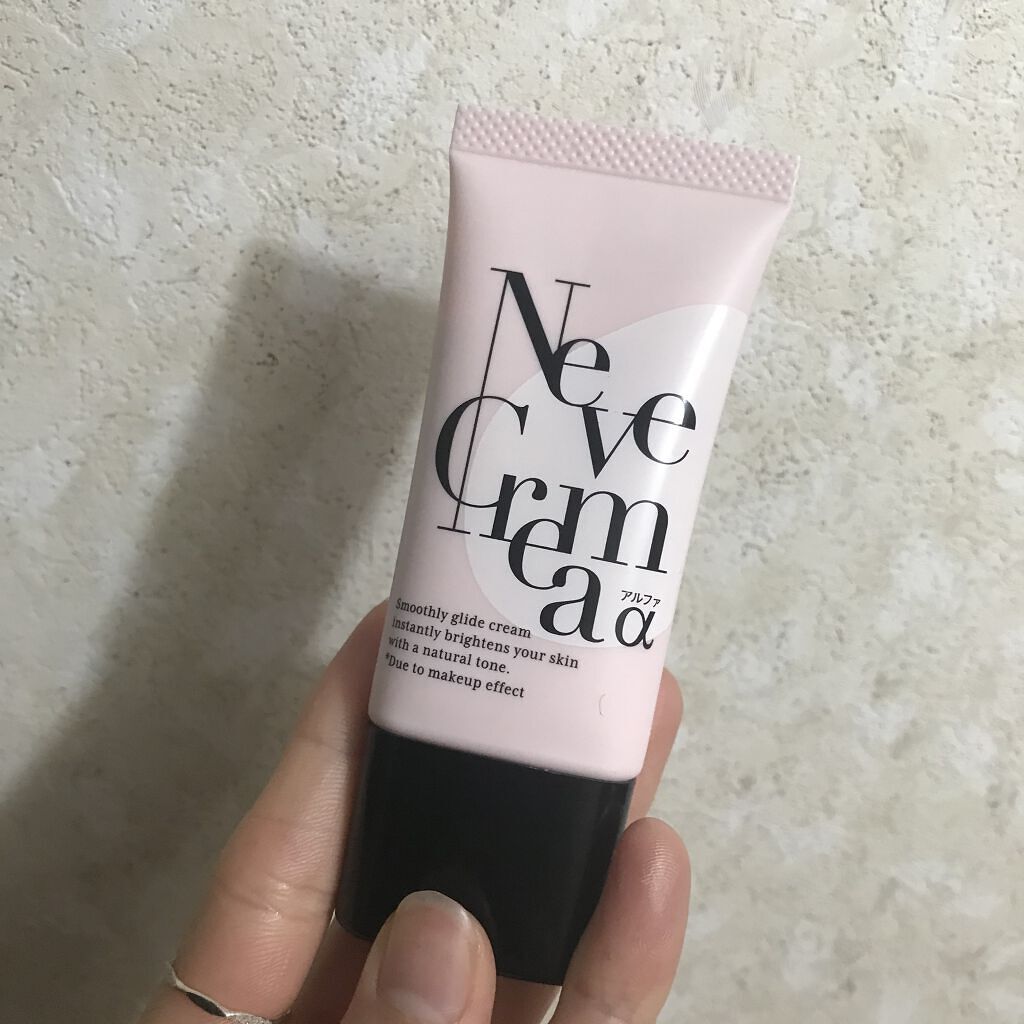 Neve
Crema
アルファ
α
Smoothly glide cream
instantly brightens your skin
with a natural tone.
*Due to makeup effect